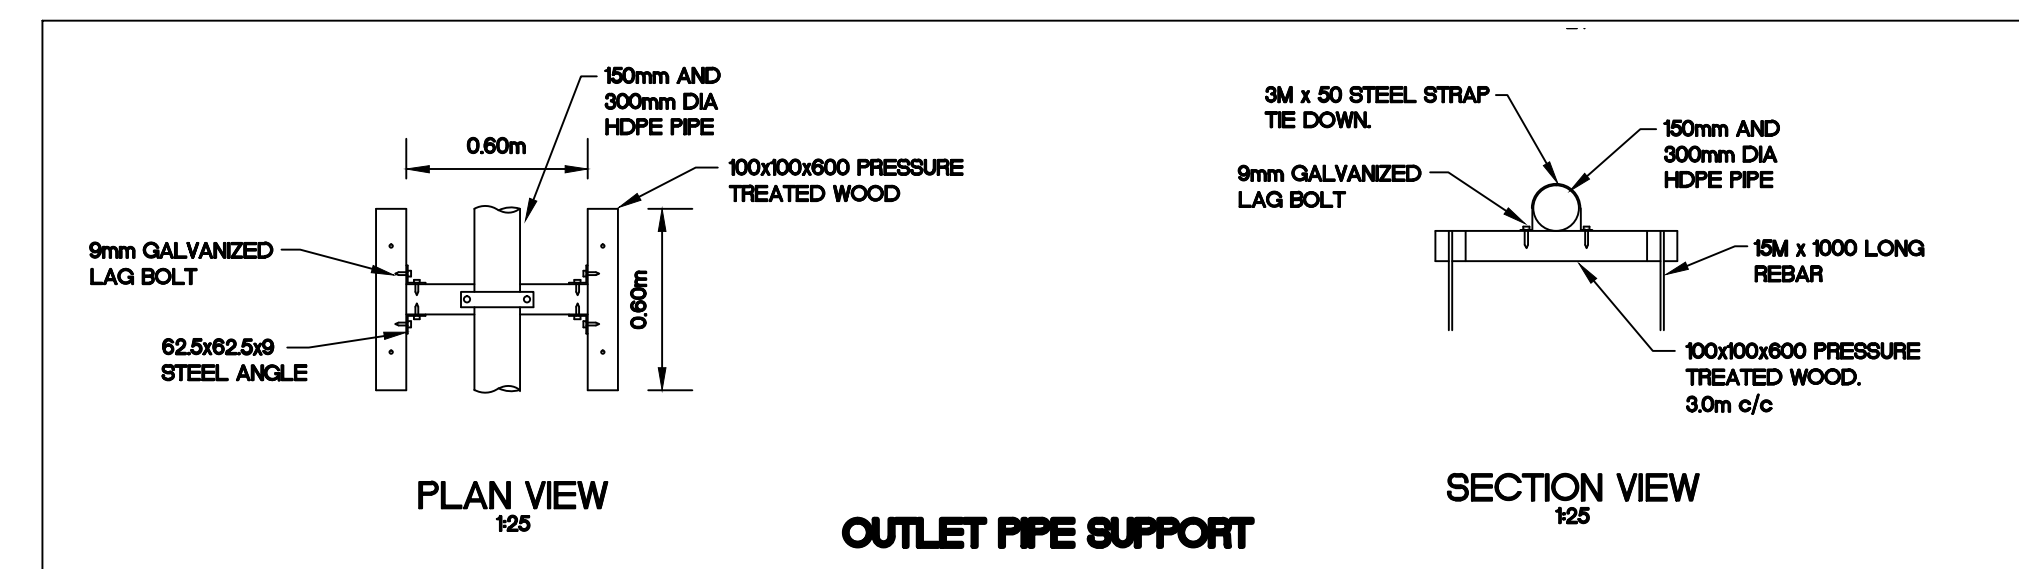 150mm AND
300mm DIA
HDPE PIPE
0.60m
100x100x600 PRESSURE
TREATED WOOD
9mm GALVANIZED
LAG BOLT
0.60m
62.5x62.5x9
STEEL ANGLE
PLAN VIEW
1:25
3M x 50 STEEL STRAP
TIE DOWN.
150mm AND
300mm DIA
HDPE PIPE
9mm GALVANIZED
LAG BOLT
15M x 1000 LONG
REBAR
100x100x600 PRESSURE
TREATED WOOD.
3.0m c/c
SECTION VIEW
1:25
OUTLET PIPE SUPPORT